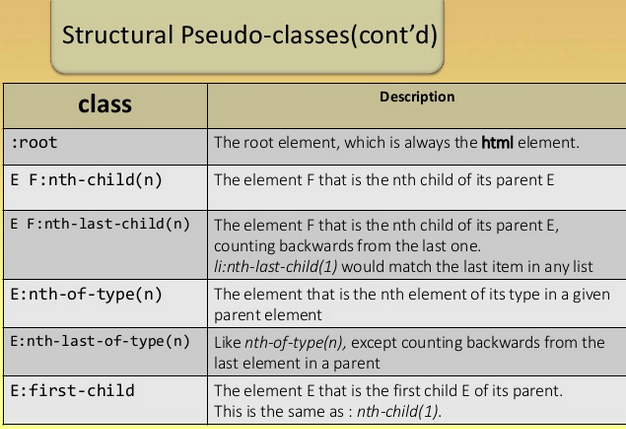 Structural Pseudo-classes(cont’d)
class
Description
:root
The root element, which is always the html element.
E F:nth-child(n)
The element F that is the nth child of its parent E
E F:nth-last-child(n)
The element F that is the nth child of its parent E,
counting backwards from the last one.
li:nth-last-child(1) would match the last item in any list
E:nth-of-type(n)
The element that is the nth element of its type in a given
parent element
E:nth-last-of-type(n)
Like nth-of-type(n), except counting backwards from the
last element in a parent
E:first-child
The element E that is the first child E of its parent.
This is the same as : nth-child(1).